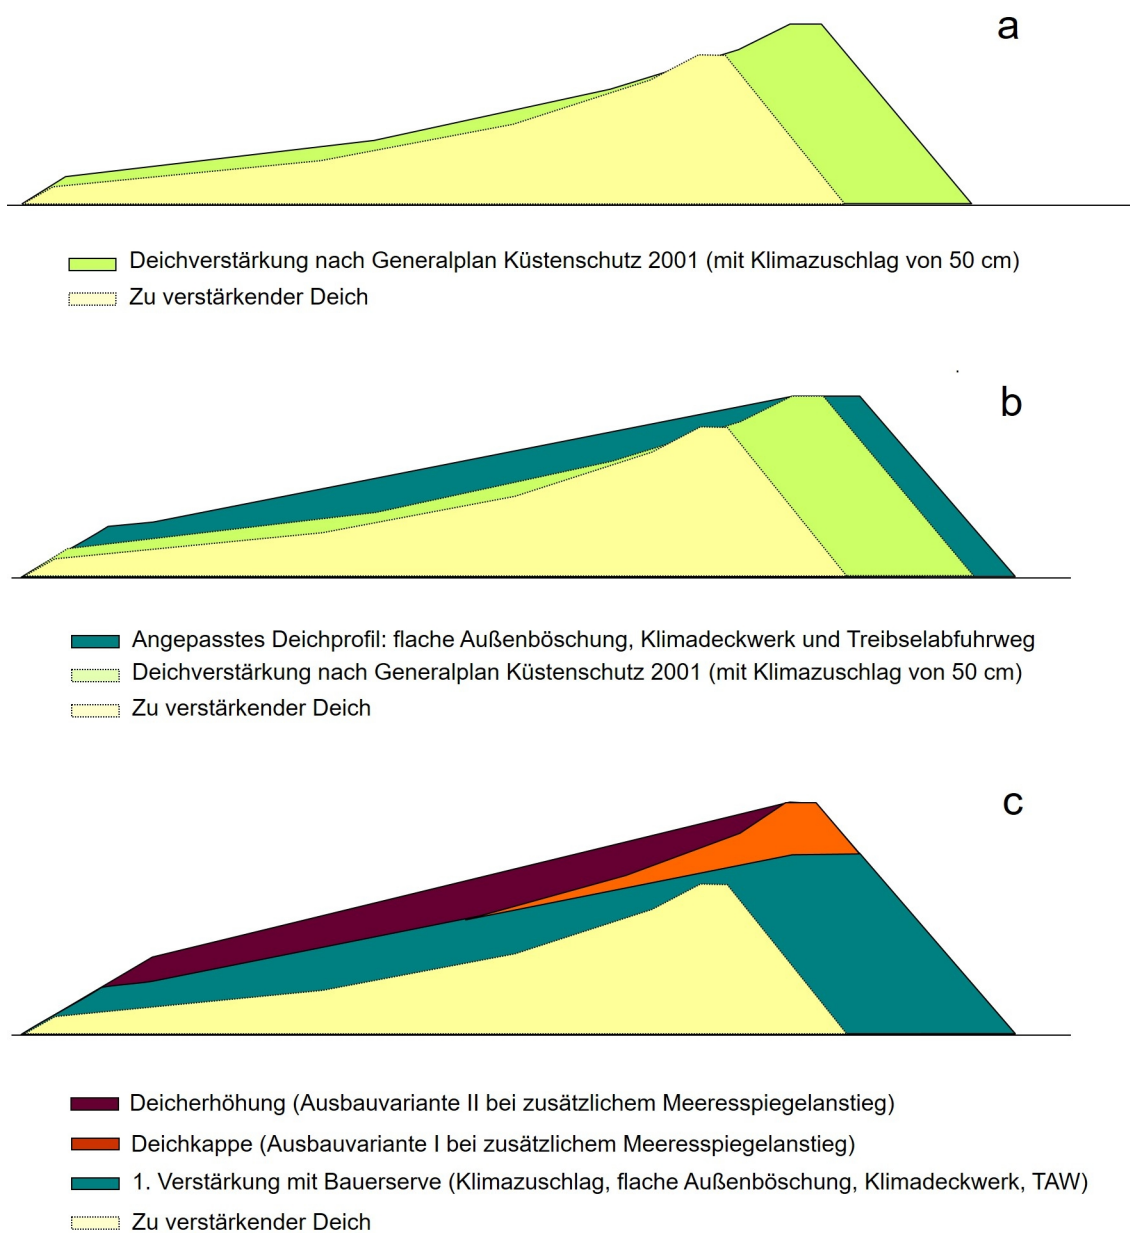 a
Deichverstärkung nach Generalplan Küstenschutz 2001 (mit Klimazuschlag von 50 cm)
Zu verstärkender Deich
b
Angepasstes Deichprofil: flache Außenböschung, Klimadeckwerk und Treibselabfuhrweg
Deichverstärkung nach Generalplan Küstenschutz 2001 (mit Klimazuschlag von 50 cm)
Zu verstärkender Deich
c
Deicherhöhung (Ausbauvariante II bei zusätzlichem Meeresspiegelanstieg)
Deichkappe (Ausbauvariante I bei zusätzlichem Meeresspiegelanstieg)
1. Verstärkung mit Bauerserve (Klimazuschlag, flache Außenböschung, Klimadeckwerk, TAW)
Zu verstärkender Deich